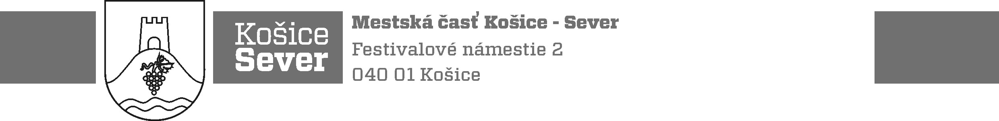 Košice
Sever
Mestská časť Košice - Sever
Festivalové námestie 2
040 01 Košice